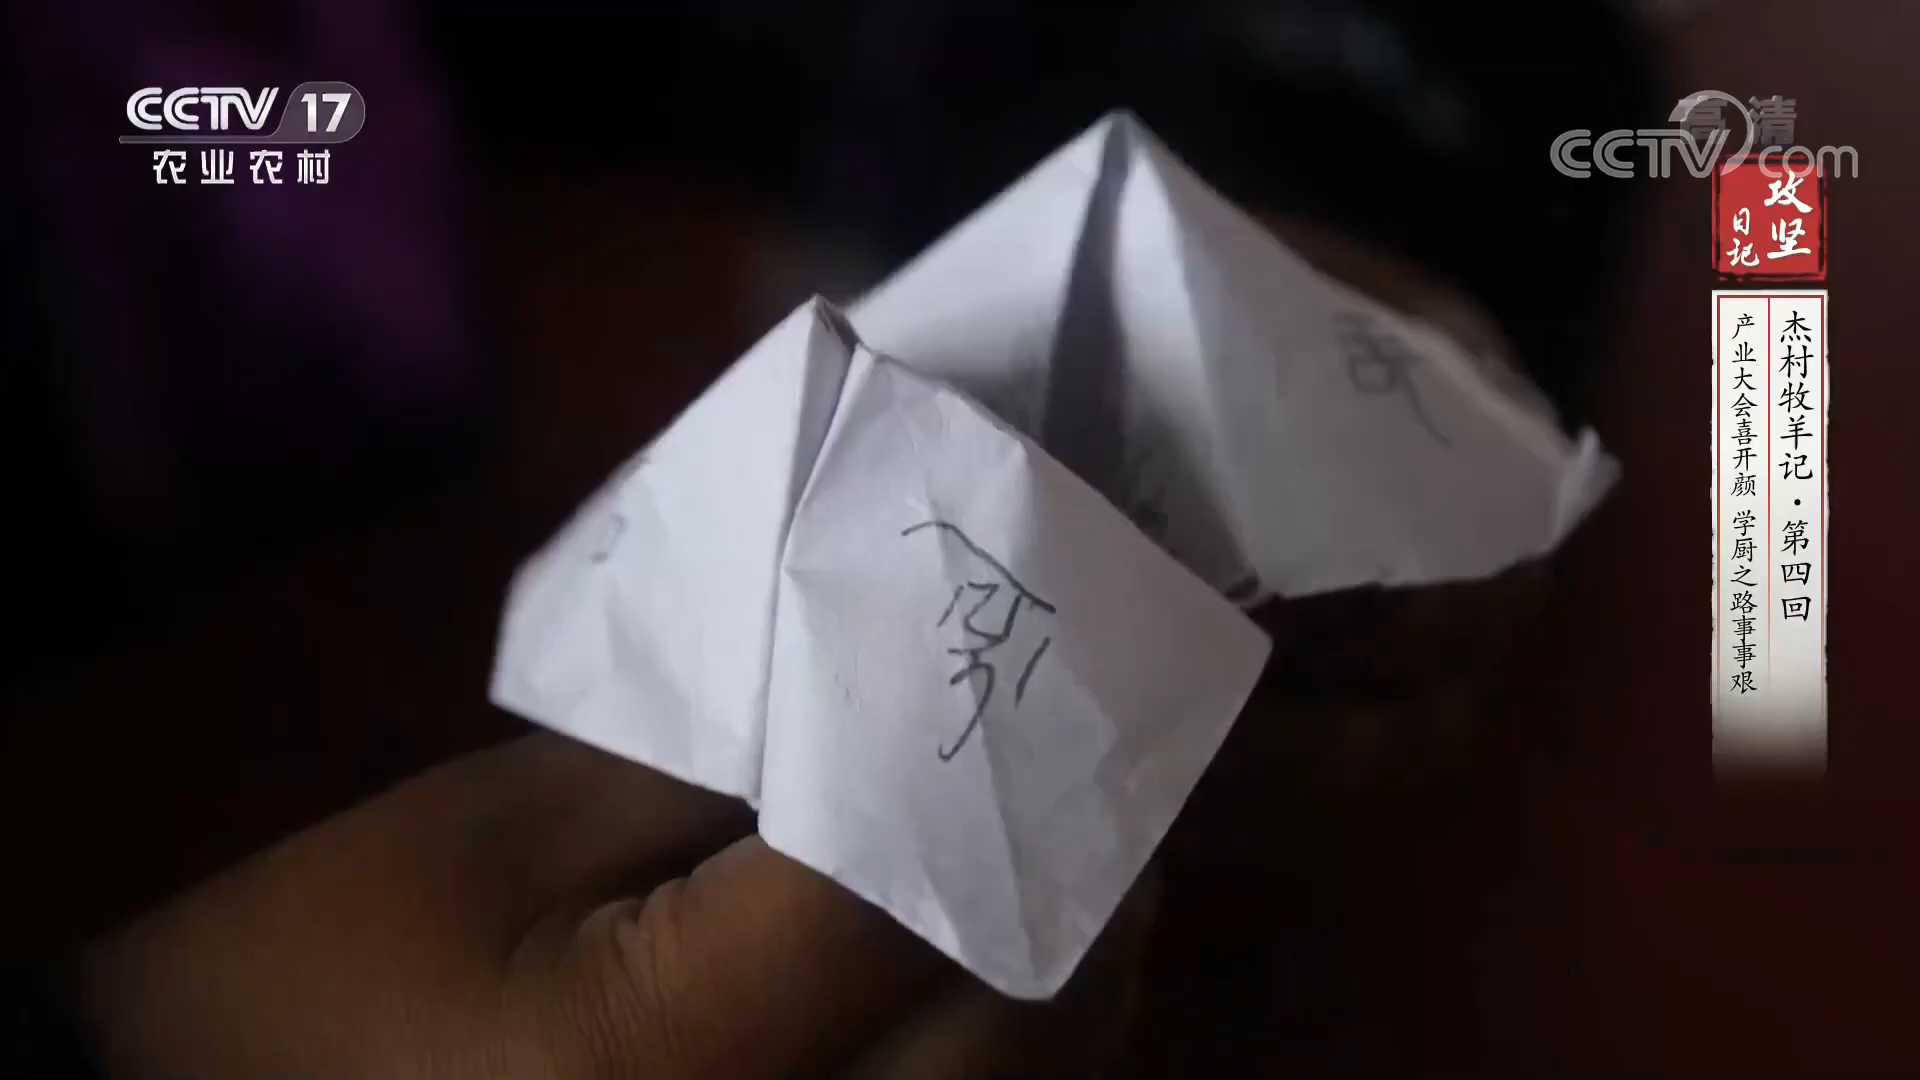 CCTV 17
农业农村
高清
CCTV.com
攻坚
日记
杰村牧羊记·第四回
产业大会喜开颜 学厨之路事事艰